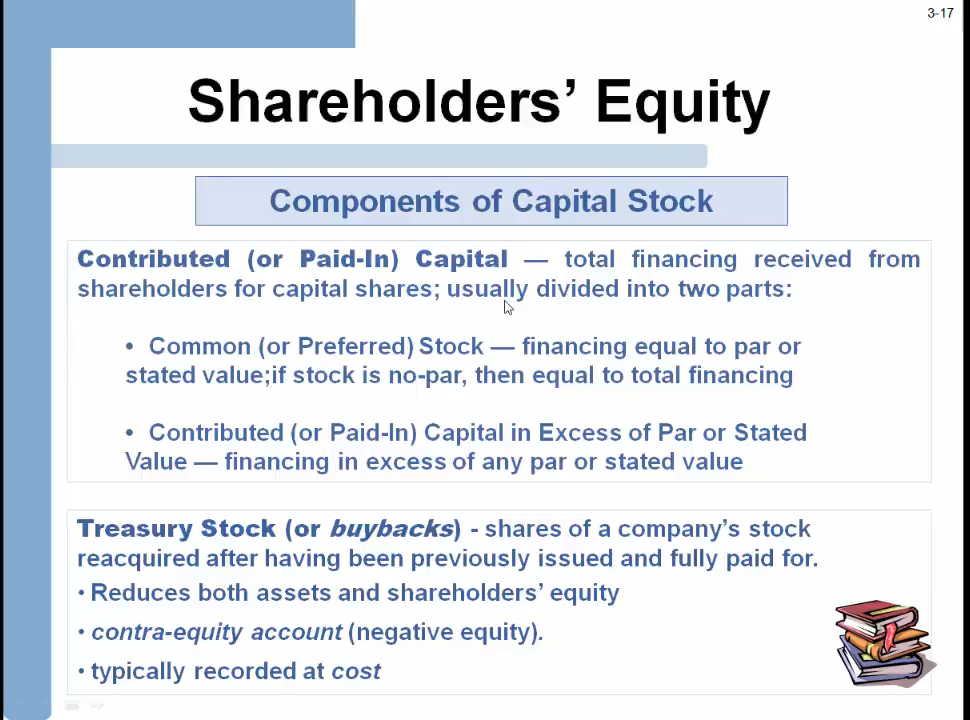 3-17
Shareholders’ Equity
Components of Capital Stock
Contributed (or Paid-In) Capital — total financing received from
shareholders for capital shares; usually divided into two parts:
• Common (or Preferred) Stock — financing equal to par or
stated value;if stock is no-par, then equal to total financing
• Contributed (or Paid-In) Capital in Excess of Par or Stated
Value — financing in excess of any par or stated value
Treasury Stock (or buybacks) - shares of a company’s stock
reacquired after having been previously issued and fully paid for.
• Reduces both assets and shareholders’ equity
• contra-equity account (negative equity).
• typically recorded at cost